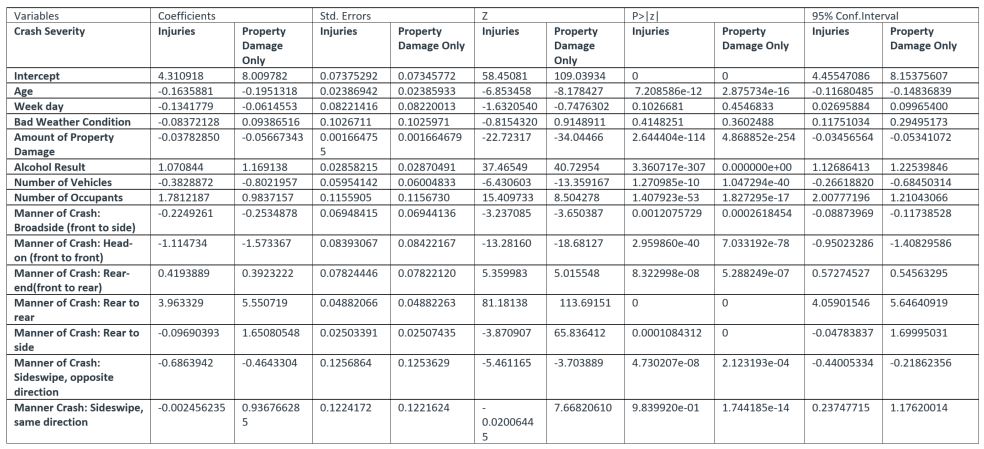 Variables Coefficients Std. Errors Z P>|z| 95% Conf.Interval
Crash Severity Injuries Property Damage Only Injuries Property Damage Only Injuries Property Damage Only Injuries Property Damage Only Injuries Property Damage Only
Intercept 4.310918 8.009782 0.07375292 0.07345772 58.45081 109.03934 0 0 4.45547086 8.15375607
Age -0.1635881 -0.1951318 0.02386942 0.02385933 -6.853458 -8.178427 7.208586e-12 2.875734e-16 -0.11680485 -0.14836839
Week day -0.1341779 -0.0614553 0.08221416 0.08220013 -1.6320540 -0.7476302 0.1026681 0.4546833 0.02695884 0.09965400
Bad Weather Condition -0.08372128 0.09386516 0.1026711 0.1025971 -0.8154320 0.9148911 0.4148251 0.3602488 0.11751034 0.29495173
Amount of Property Damage -0.03782850 -0.05667343 0.001664755 0.001664679 -22.72317 -34.04466 2.644404e-114 4.868852e-254 -0.03456564 -0.05341072
Alcohol Result 1.070844 1.169138 0.02858215 0.02870491 37.46549 40.72954 3.360717e-307 0.000000e+00 1.12686413 1.22539846
Number of Vehicles -0.3828872 -0.8021957 0.05954142 0.06004833 -6.430603 -13.359167 1.270985e-10 1.047294e-40 -0.26618820 -0.68450314
Number of Occupants 1.7812187 0.9837157 0.1155905 0.1156730 15.409733 8.504278 1.407923e-53 1.827295e-17 2.00777196 1.21043066
Manner of Crash: Broadside (front to side) -0.2249261 -0.2534878 0.06948415 0.06944136 -3.237085 -3.650387 0.0012075729 0.0002618454 -0.08873969 -0.11738528
Manner of Crash: Head-on (front to front) -1.114734 -1.573367 0.08393067 0.08422167 -13.28160 -18.68127 2.959860e-40 7.033192e-78 -0.95023286 -1.40829586
Manner of Crash: Rear-end(front to rear) 0.4193889 0.3923222 0.07824446 0.07822120 5.359983 5.015548 8.322998e-08 5.288249e-07 0.57274527 0.54563295
Manner of Crash: Rear to rear 3.963329 5.550719 0.04882066 0.04882263 81.18138 113.69151 0 0 4.05901546 5.64640919
Manner of Crash: Rear to side -0.09690393 1.65080548 0.02503391 0.02507435 -3.870907 65.836412 0.0001084312 0 -0.04783837 1.69995031
Manner of Crash: Sideswipe, opposite direction -0.6863942 -0.4643304 0.1256864 0.1253629 -5.461165 -3.703889 4.730207e-08 2.123193e-04 -0.44005334 -0.21862356
Manner Crash: Sideswipe, same direction -0.002456235 0.936766285 0.1224172 0.1221624 -0.02006445 7.66820610 9.839920e-01 1.744185e-14 0.23747715 1.17620014